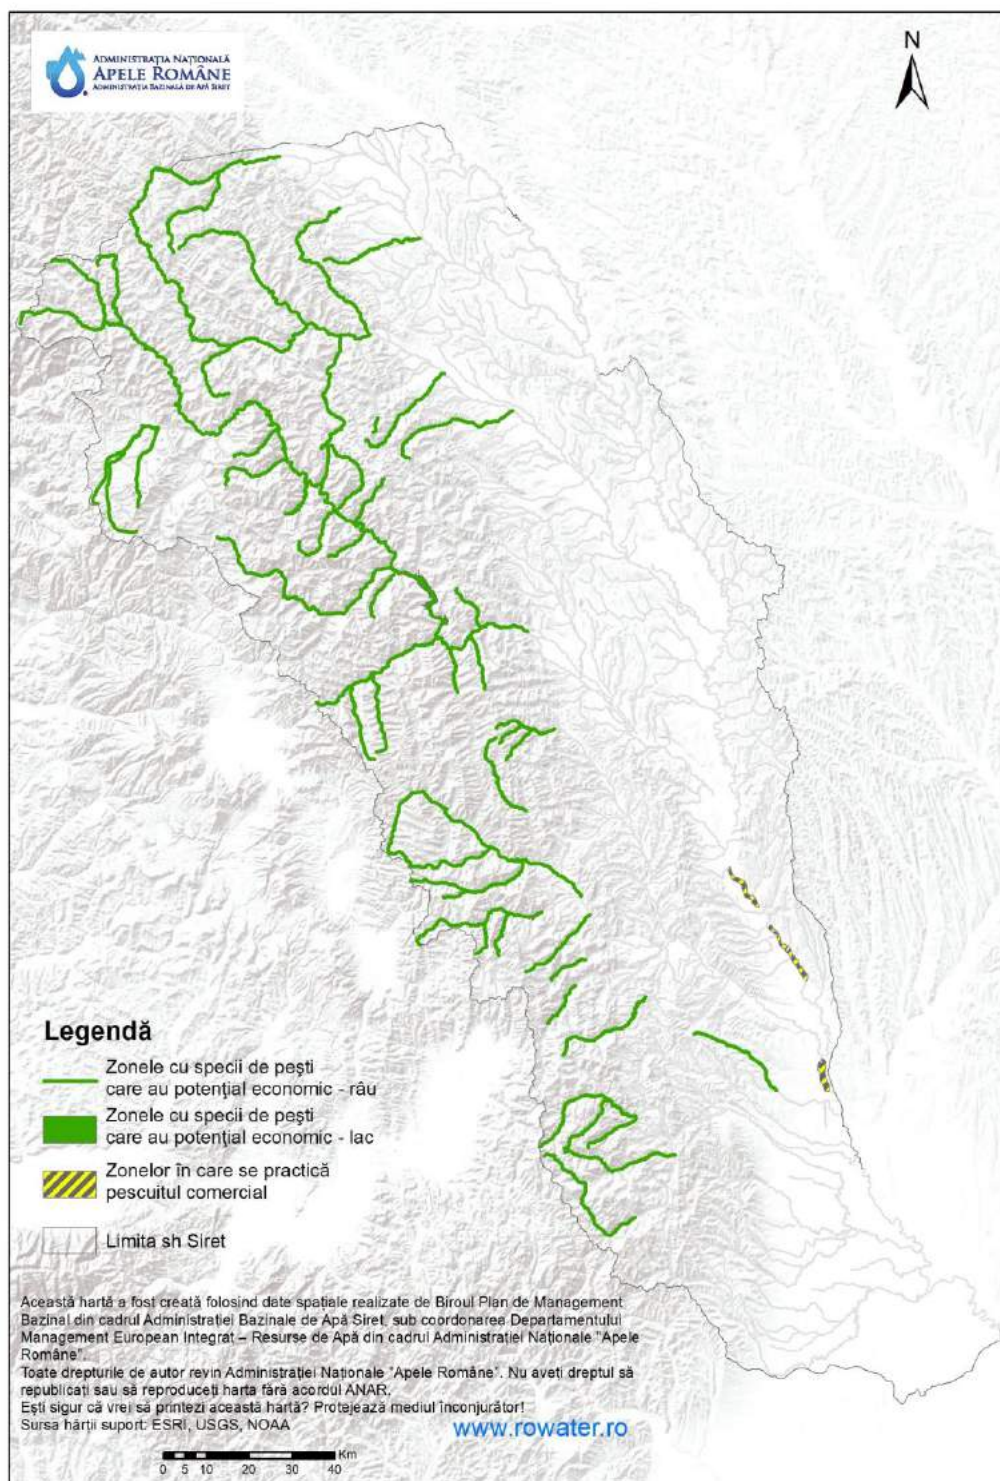 ADMINISTRAȚIA NAȚIONALĂ
APELE ROMÂNE
ADMINISTRAȚIA BAZINALĂ DE APĂ SIRET
N
Legendă
Zonele cu specii de pești
care au potențial economic - râu
Zonele cu specii de pești
care au potențial economic - lac
Zonelor în care se practică
pescuitul comercial
Limita sh Siret
Această hartă a fost creată folosind date spațiale realizate de Biroul Plan de Management
Bazinal din cadrul Administrației Bazinale de Apă Siret, sub coordonarea Departamentului
Management European Integrat – Resurse de Apă din cadrul Administrației Naționale "Apele
Române".
Toate drepturile de autor revin Administrației Naționale "Apele Române". Nu aveti dreptul să
republicați sau să reproduceți harta fără acordul ANAR.
Ești sigur că vrei să printezi această hartă? Protejează mediul înconjurător!
Sursa hărții suport: ESRI, USGS, NOAA
www.rowater.ro
Km
0 5 10 20 30 40